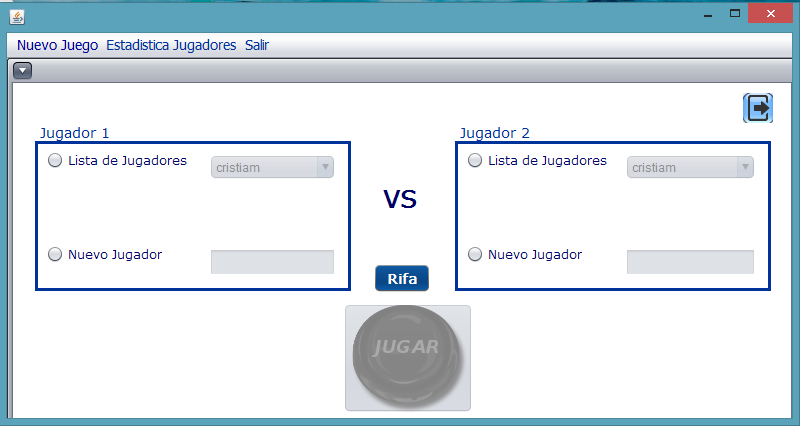 Nuevo Juego Estadistica Jugadores Salir
Jugador 1
Jugador 2
Lista de Jugadores
cristiam
Lista de Jugadores
cristiam
VS
Nuevo Jugador
Nuevo Jugador
Rifa
JUGAR